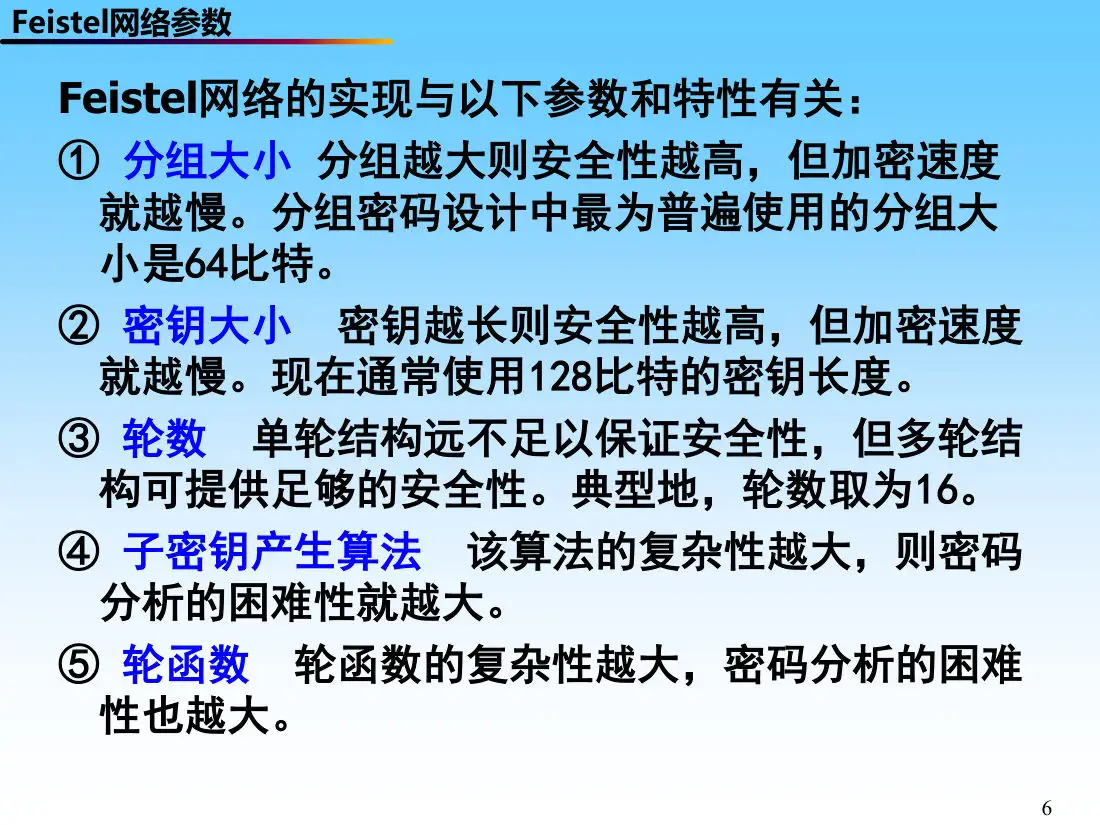 Feistel网络参数
Feistel网络的实现与以下参数和特性有关：
① 分组大小 分组越大则安全性越高，但加密速度
就越慢。分组密码设计中最为普遍使用的分组大
小是64比特。
② 密钥大小 密钥越长则安全性越高，但加密速度
就越慢。现在通常使用128比特的密钥长度。
③ 轮数 单轮结构远不足以保证安全性，但多轮结
构可提供足够的安全性。典型地，轮数取为16。
④ 子密钥产生算法 该算法的复杂性越大，则密码
分析的困难性就越大。
⑤ 轮函数 轮函数的复杂性越大，密码分析的困难
性也越大。
6